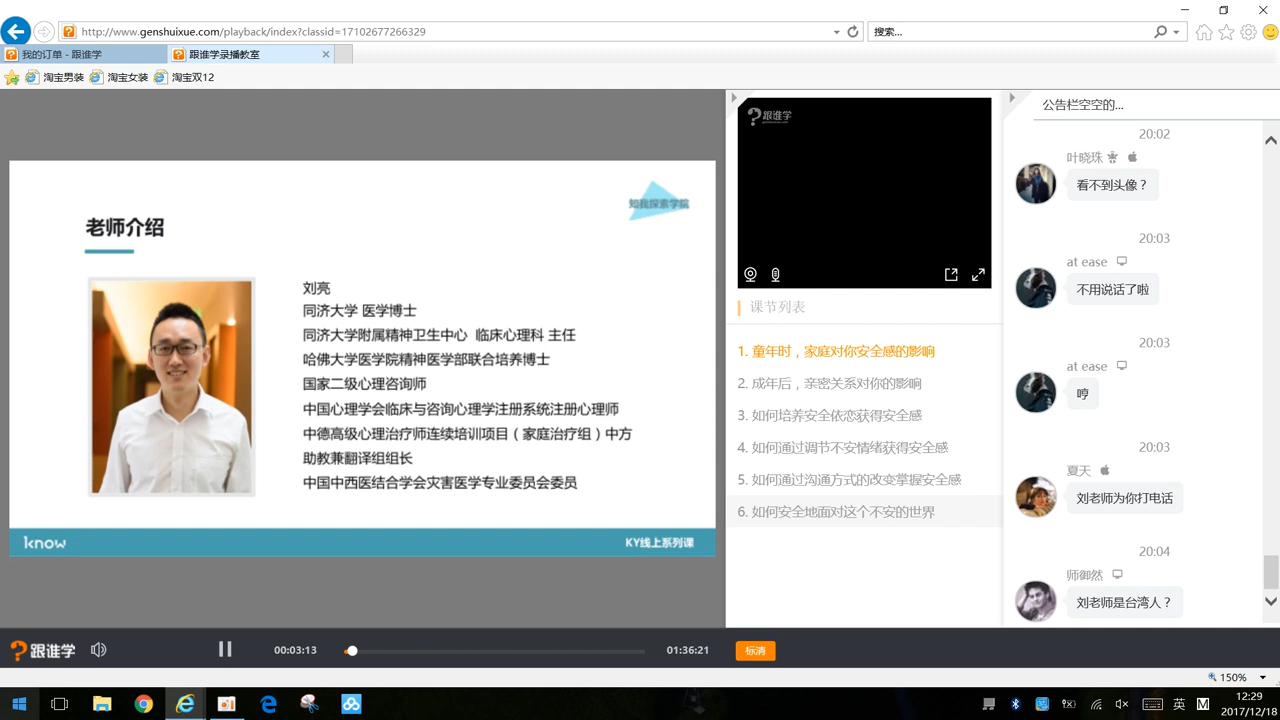 http://www.genshuixue.com/playback/index?classid=17102677266329
搜索...
我的订单 - 跟谁学
跟谁学录播教室
淘宝男装
淘宝女装
淘宝双12
知我探索学院
老师介绍
刘亮
同济大学 医学博士
同济大学附属精神卫生中心 临床心理科 主任
哈佛大学医学院精神医学部联合培养博士
国家二级心理咨询师
中国心理学会临床与咨询心理学注册系统注册心理师
中德高级心理治疗师连续培训项目（家庭治疗组）中方
助教兼翻译组组长
中国中西医结合学会灾害医学专业委员会委员
know
KY线上系列课
跟谁学
00:03:13
01:36:21
标清
跟谁学
genshuixue.com
课节列表
1. 童年时，家庭对你安全感的影响
2. 成年后，亲密关系对你的影响
3. 如何培养安全依恋获得安全感
4. 如何通过调节不安情绪获得安全感
5. 如何通过沟通方式的改变掌握安全感
6. 如何安全地面对这个不安的世界
公告栏空空的...
20:02
叶晓珠
看不到头像？
20:03
at ease
不用说话了啦
20:03
at ease
哼
20:03
夏天
刘老师为你打电话
20:04
师御然
刘老师是台湾人？
150%
英
M
12:29
2017/12/18